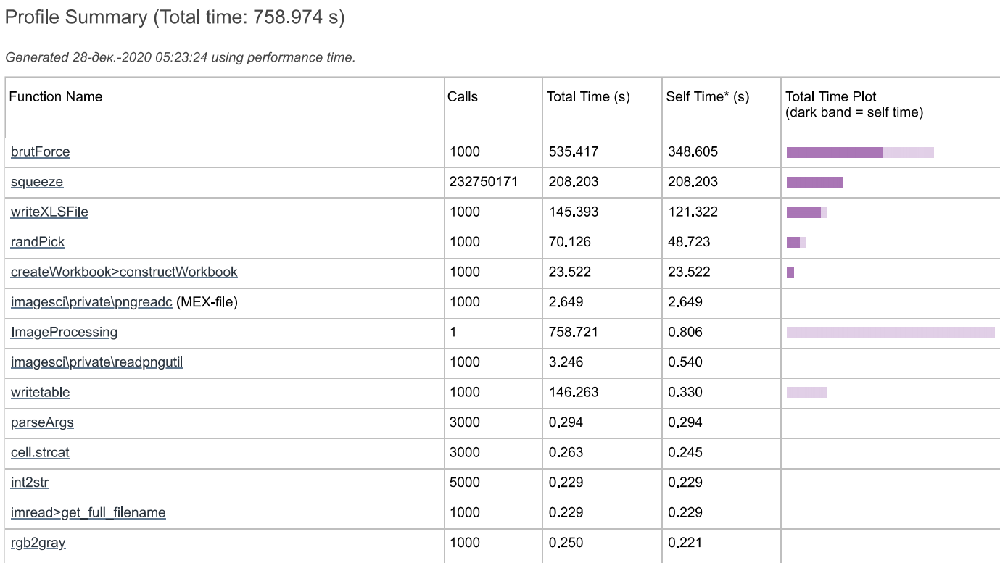 Profile Summary (Total time: 758.974 s)
Generated 28-дек.-2020 05:23:24 using performance time.
Function Name Calls Total Time (s) Self Time* (s) Total Time Plot
(dark band = self time)
brutForce 1000 535.417 348.605
squeeze 232750171 208.203 208.203
writeXLSFile 1000 145.393 121.322
randPick 1000 70.126 48.723
createWorkbook>constructWorkbook 1000 23.522 23.522
imagesci\private\pngreadc (MEX-file) 1000 2.649 2.649
ImageProcessing 1 758.721 0.806
imagesci\private\readpngutil 1000 3.246 0.540
writetable 1000 146.263 0.330
parseArgs 3000 0.294 0.294
cell.strcat 3000 0.263 0.245
int2str 5000 0.229 0.229
imread>get_full_filename 1000 0.229 0.229
rgb2gray 1000 0.250 0.221